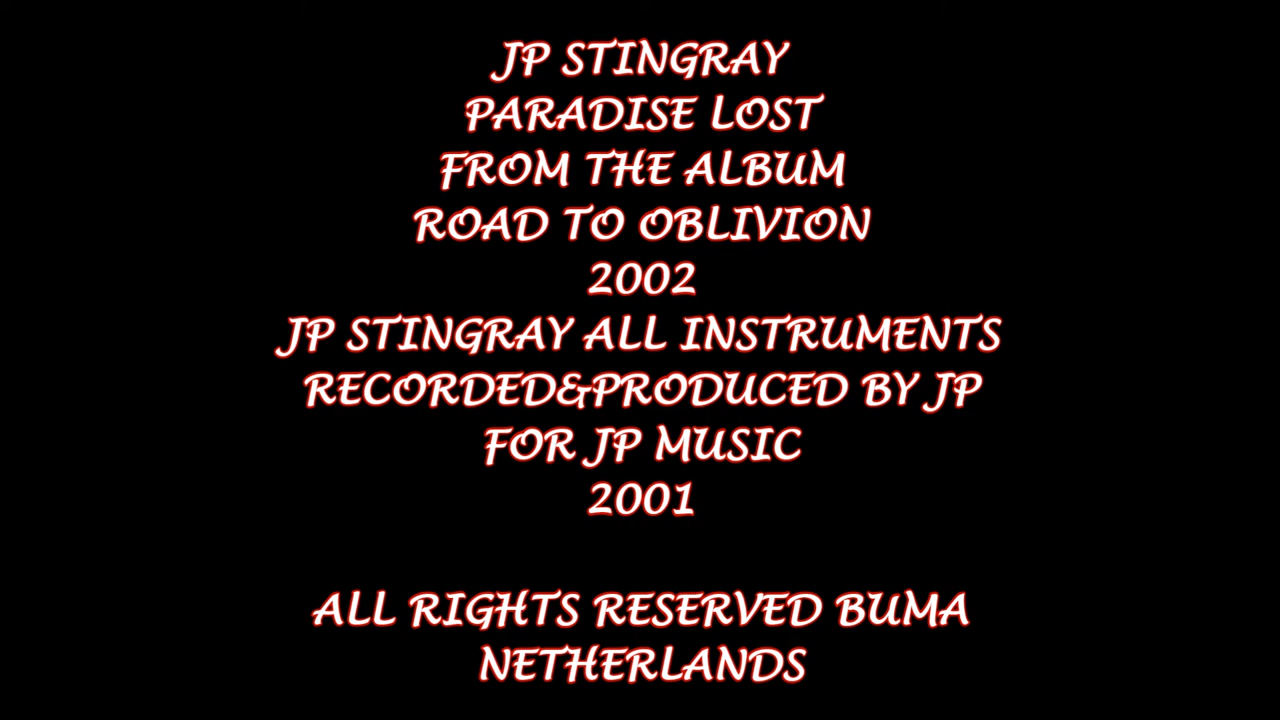 JP STINGRAY
PARADISE LOST
FROM THE ALBUM
ROAD TO OBLIVION
2002
JP STINGRAY ALL INSTRUMENTS
RECORDED&PRODUCED BY JP
FOR JP MUSIC
2001
ALL RIGHTS RESERVED BUMA
NETHERLANDS